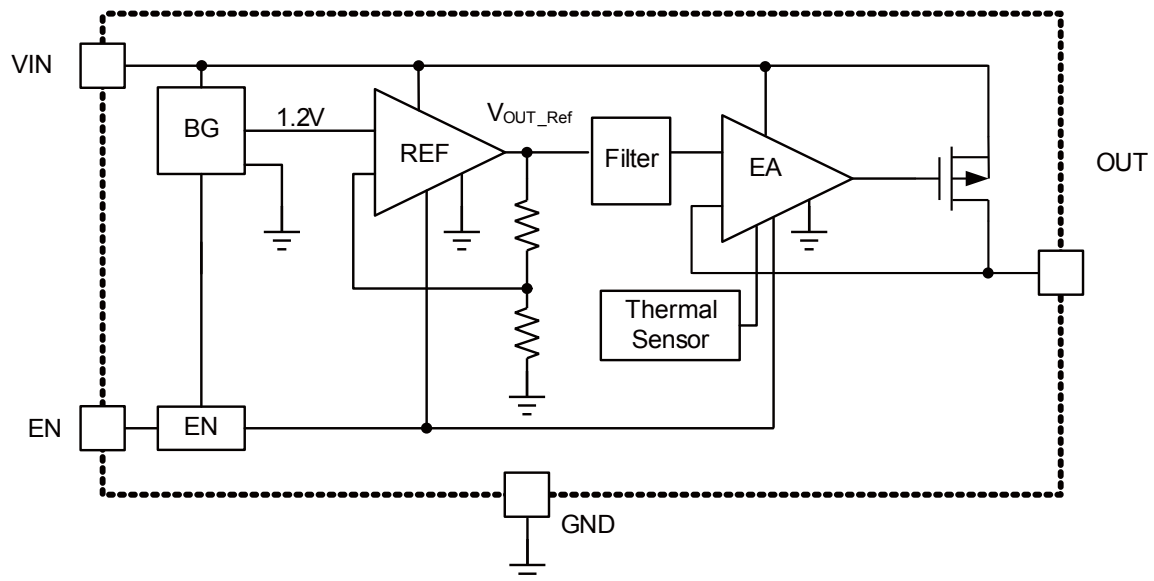 VIN
BG
1.2V
REF
VOUT_Ref
Filter
EA
OUT
Thermal
Sensor
EN
EN
GND